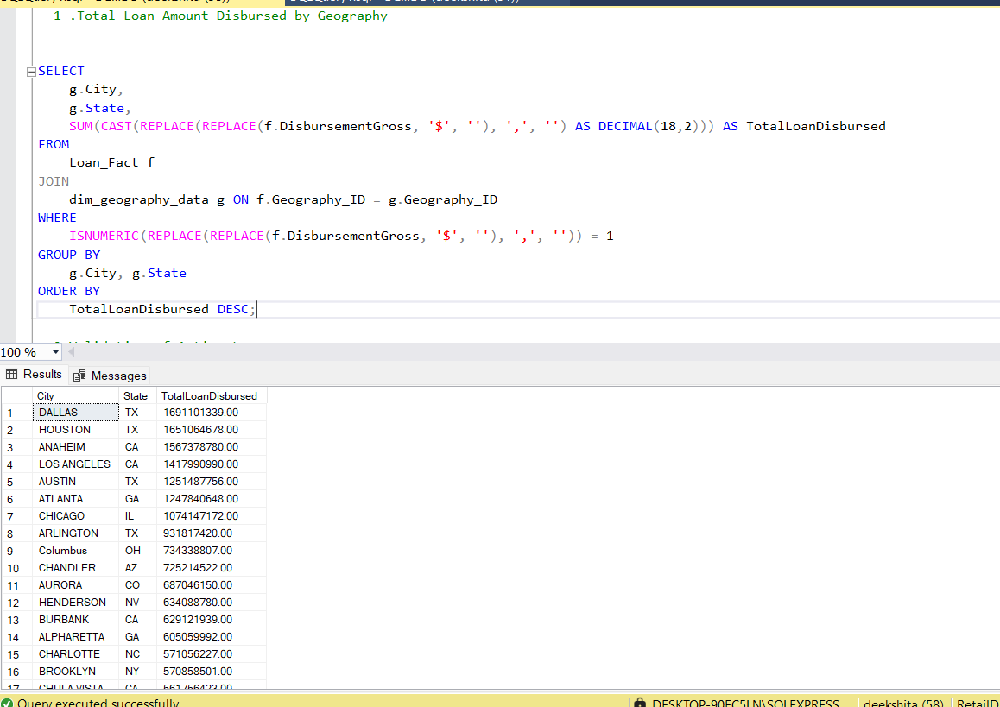 --1 .Total Loan Amount Disbursed by Geography
SELECT
g.City,
g.State,
SUM(CAST(REPLACE(REPLACE(f.DisbursementGross, '$', ''), ',', '') AS DECIMAL(18,2))) AS TotalLoanDisbursed
FROM
Loan_Fact f
JOIN
dim_geography_data g ON f.Geography_ID = g.Geography_ID
WHERE
ISNUMERIC(REPLACE(REPLACE(f.DisbursementGross, '$', ''), ',', '')) = 1
GROUP BY
g.City, g.State
ORDER BY
TotalLoanDisbursed DESC;
100 %
Results Messages
City State TotalLoanDisbursed
1 DALLAS TX 1691101339.00
2 HOUSTON TX 1651064678.00
3 ANAHEIM CA 1567378780.00
4 LOS ANGELES CA 1417990990.00
5 AUSTIN TX 1251487756.00
6 ATLANTA GA 1247840648.00
7 CHICAGO IL 1074147172.00
8 ARLINGTON TX 931817420.00
9 Columbus OH 734338807.00
10 CHANDLER AZ 725214522.00
11 AURORA CO 687046150.00
12 HENDERSON NV 634088780.00
13 BURBANK CA 629121939.00
14 ALPHARETTA GA 605059992.00
15 CHARLOTTE NC 571056227.00
16 BROOKLYN NY 570858501.00
17 CHULA VISTA CA 561756423.00
Query executed successfully DESKTOP-90FC5LN\SQLEXPRESS deekshita (58) RetailD